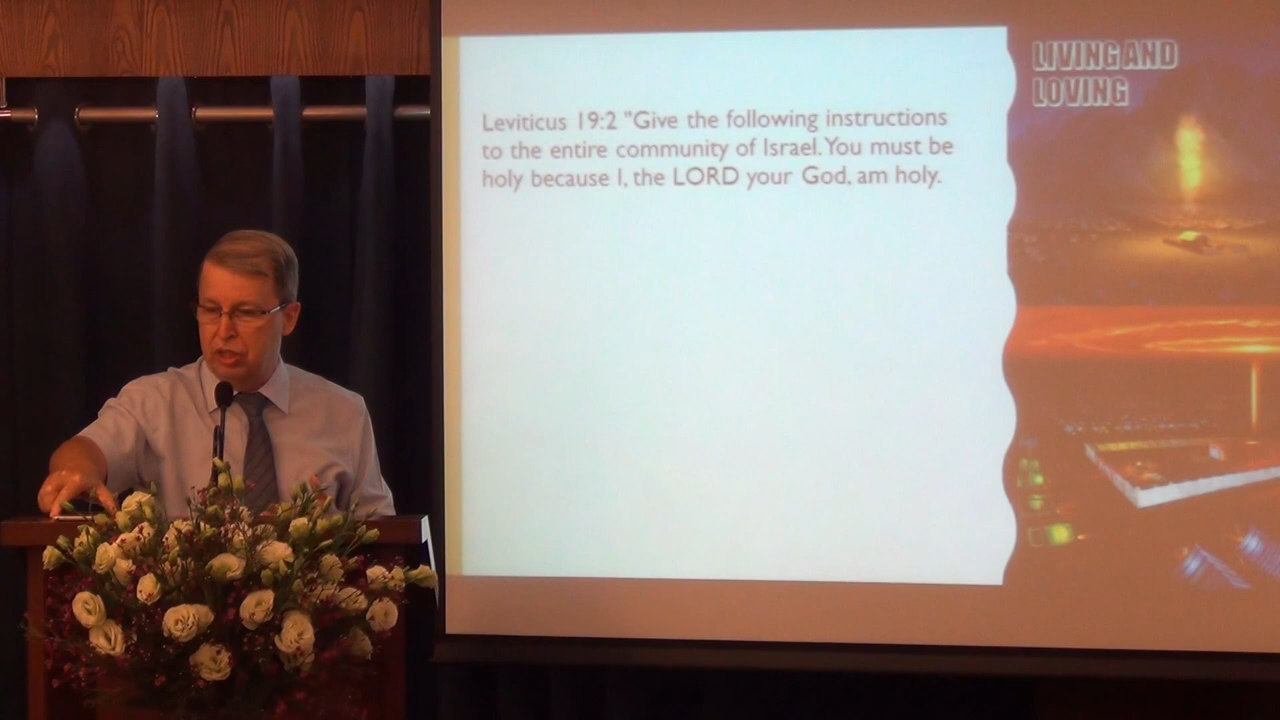 LIVING AND
LOVING
Leviticus 19:2 "Give the following instructions
to the entire community of Israel. You must be
holy because I, the LORD your God, am holy.